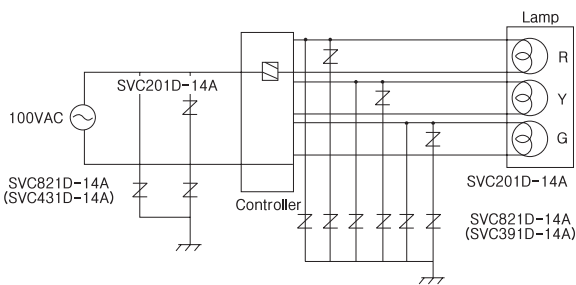 Lamp
R
SVC201D-14A
Y
100VAC
G
SVC201D-14A
SVC821D-14A
(SVC431D-14A)
Controller
SVC821D-14A
(SVC391D-14A)